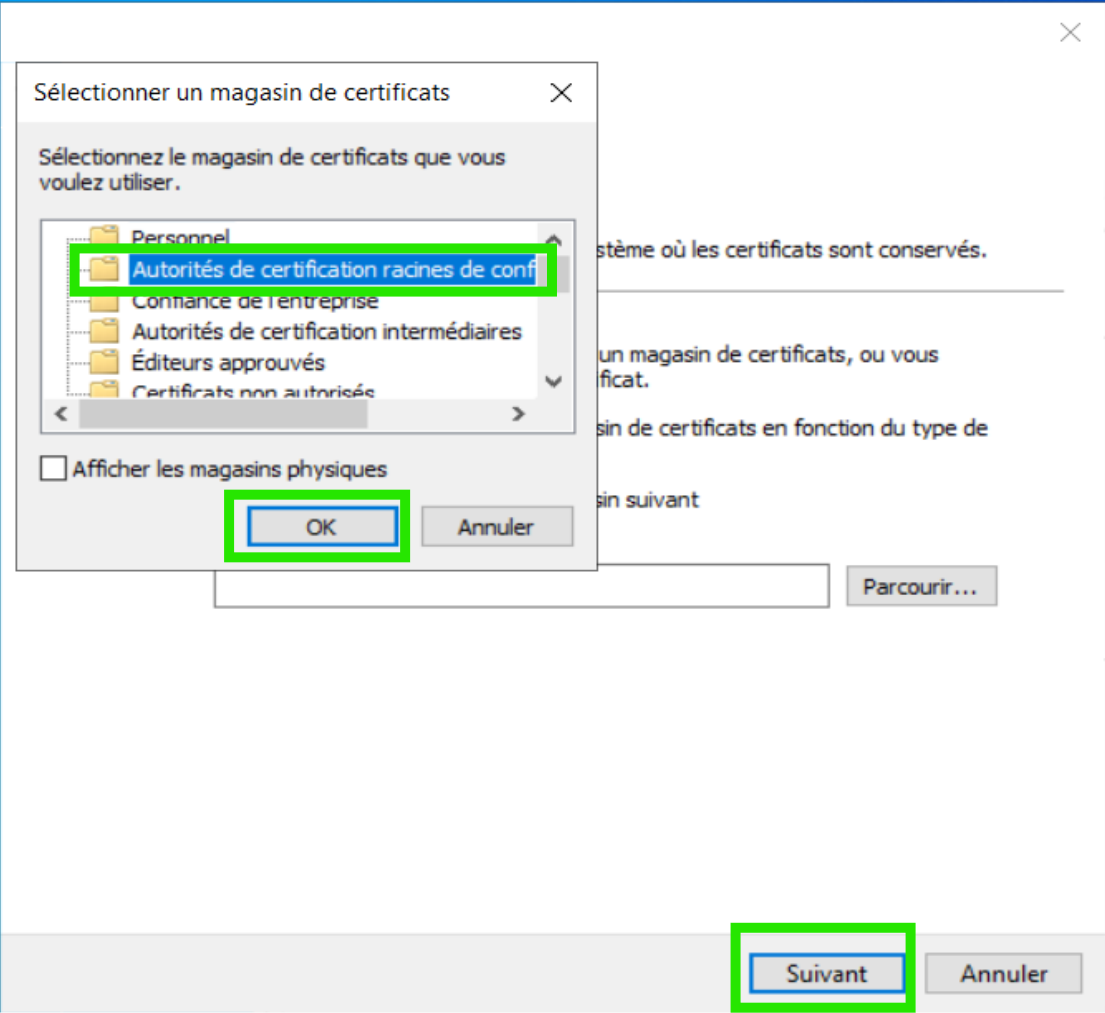 Sélectionner un magasin de certificats
Sélectionnez le magasin de certificats que vous
voulez utiliser.
Personnel
Autorités de certification racines de conf
Confiance de l'entreprise
Autorités de certification intermédiaires
Éditeurs approuvés
Certificats non autorisés
Afficher les magasins physiques
OK
Annuler
stème où les certificats sont conservés.
un magasin de certificats, ou vous
ificat.
sin de certificats en fonction du type de
sin suivant
Parcourir...
Suivant
Annuler